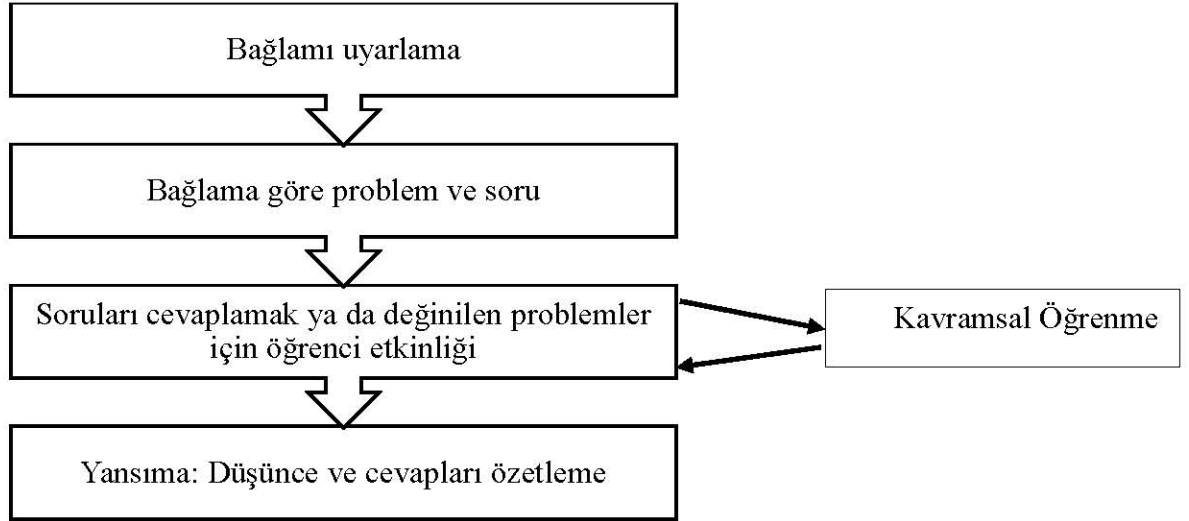 Bağlamı uyarlama
Bağlama göre problem ve soru
Soruları cevaplamak ya da değinilen problemler
için öğrenci etkinliği
Kavramsal Öğrenme
Yansıma: Düşünce ve cevapları özetleme